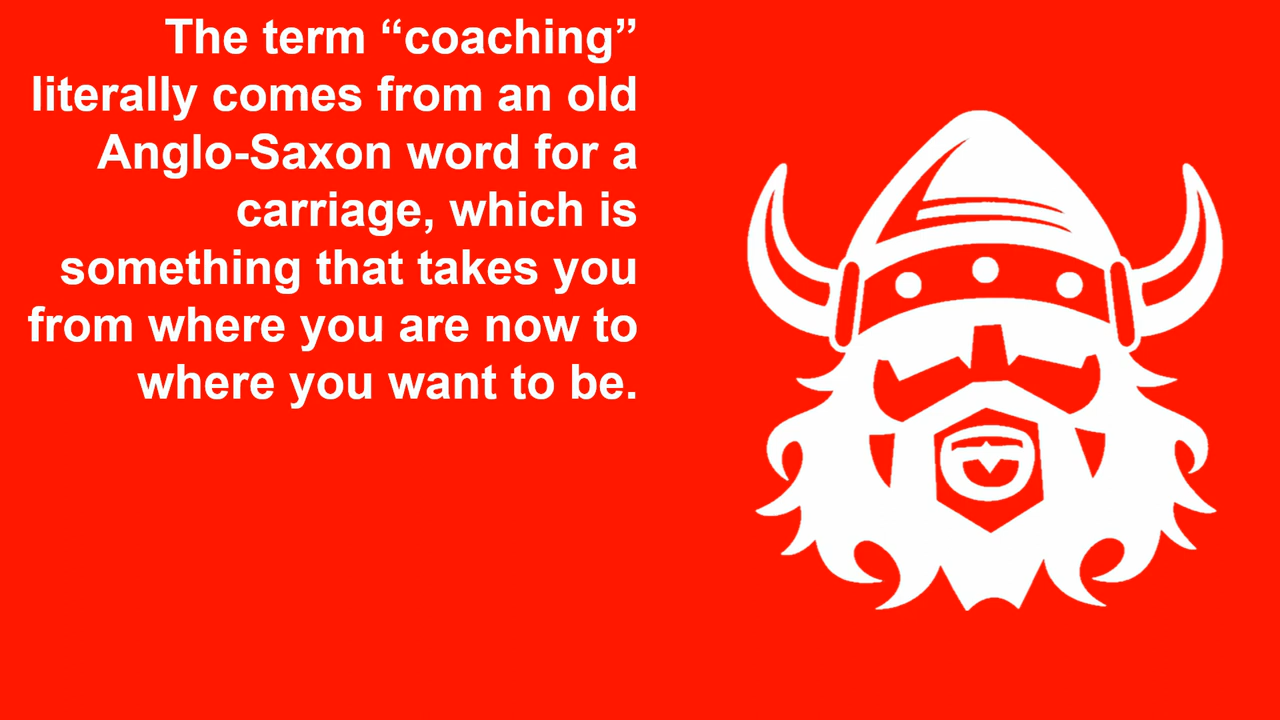 The term “coaching”
literally comes from an old
Anglo-Saxon word for a
carriage, which is
something that takes you
from where you are now to
where you want to be.